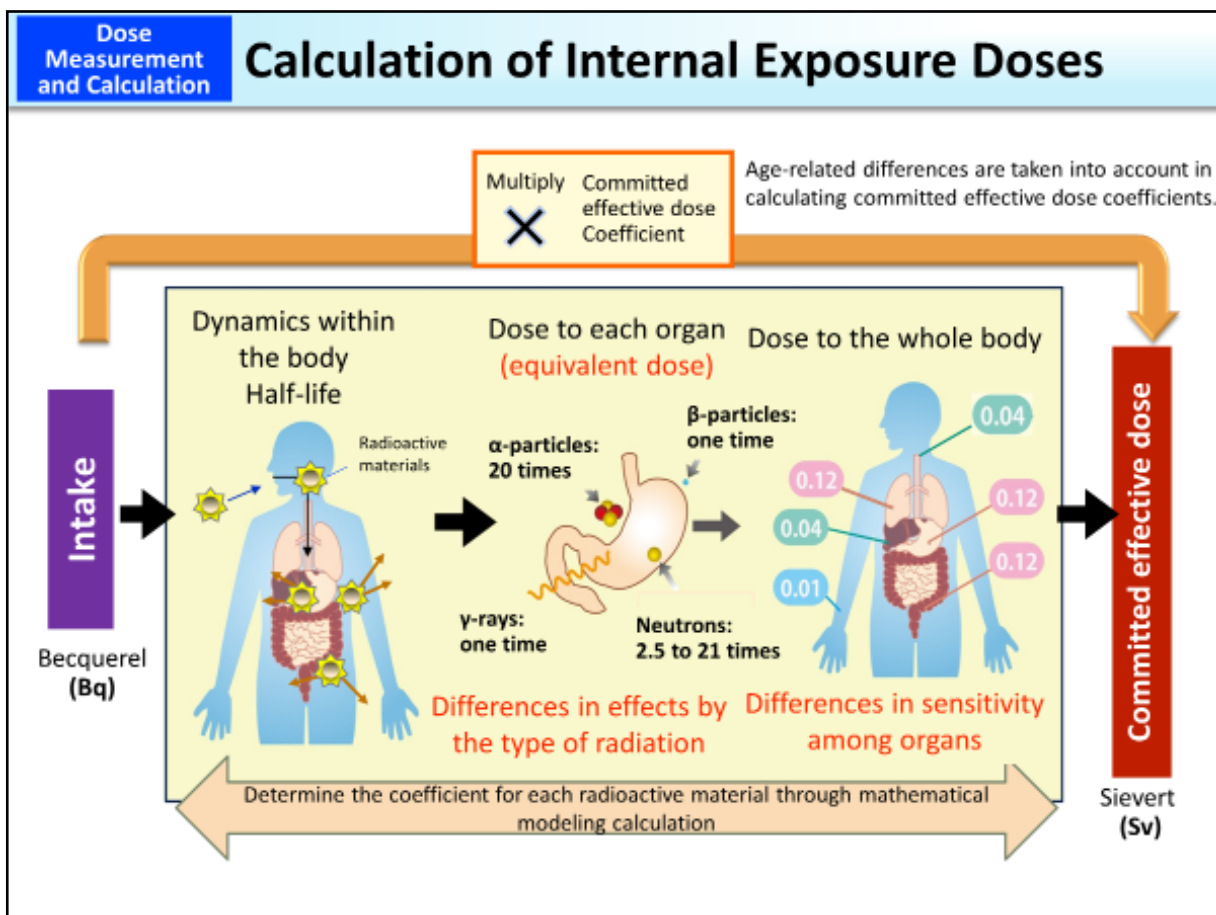 Dose
Measurement
and Calculation
Calculation of Internal Exposure Doses
Multiply
Committed
effective dose
Coefficient
Age-related differences are taken into account in
calculating committed effective dose coefficients.
Intake
Becquerel
(Bq)
Dynamics within
the body
Half-life
Radioactive
materials
Dose to each organ
(equivalent dose)
α-particles:
20 times
β-particles:
one time
γ-rays:
one time
Neutrons:
2.5 to 21 times
Differences in effects by
the type of radiation
Dose to the whole body
0.04
0.12
0.12
0.04
0.12
0.01
Differences in sensitivity
among organs
Committed effective dose
Sievert
(Sv)
Determine the coefficient for each radioactive material through mathematical
modeling calculation